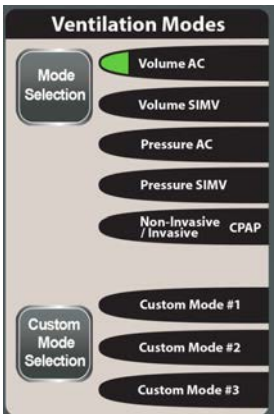 Ventilation Modes
Mode
Selection
Volume AC
Volume SIMV
Pressure AC
Pressure SIMV
Non-Invasive
/ Invasive CPAP
Custom
Mode
Selection
Custom Mode #1
Custom Mode #2
Custom Mode #3